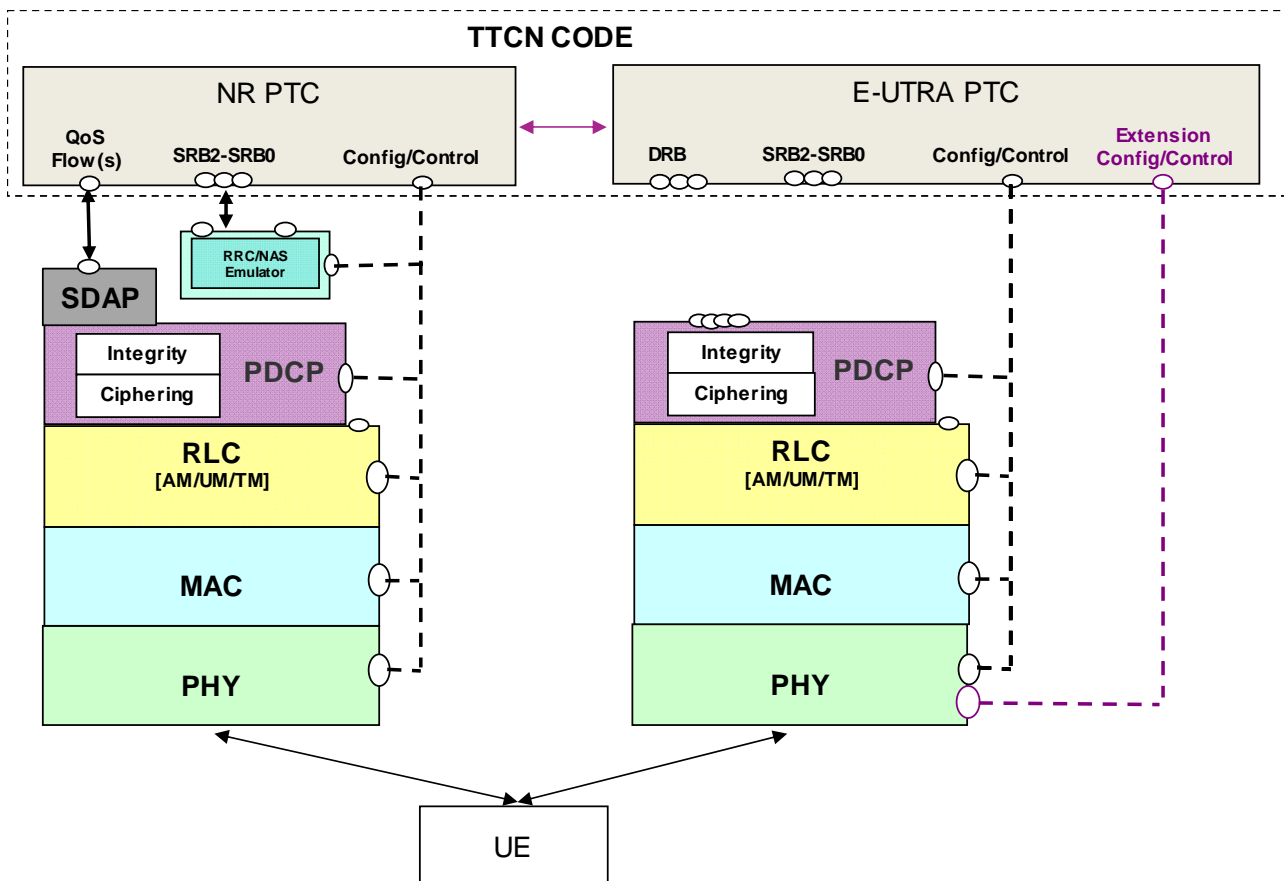 TTCN CODE
NR PTC
E-UTRA PTC
QoS
Flow(s)
SRB2-SRB0
Config/Control
DRB
SRB2-SRB0
Config/Control
Extension
Config/Control
RRC/NAS
Emulator
SDAP
Integrity
Ciphering
PDCP
Integrity
Ciphering
PDCP
RLC
[AM/UM/TM]
RLC
[AM/UM/TM]
MAC
MAC
PHY
PHY
UE